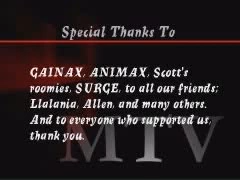 Special Thanks To
GAINAX, ANIMAX, Scott's
roomies, SURGE, to all our friends;
Llalania, Allen, and many others.
And to everyone who supported us,
thank you.
MIV